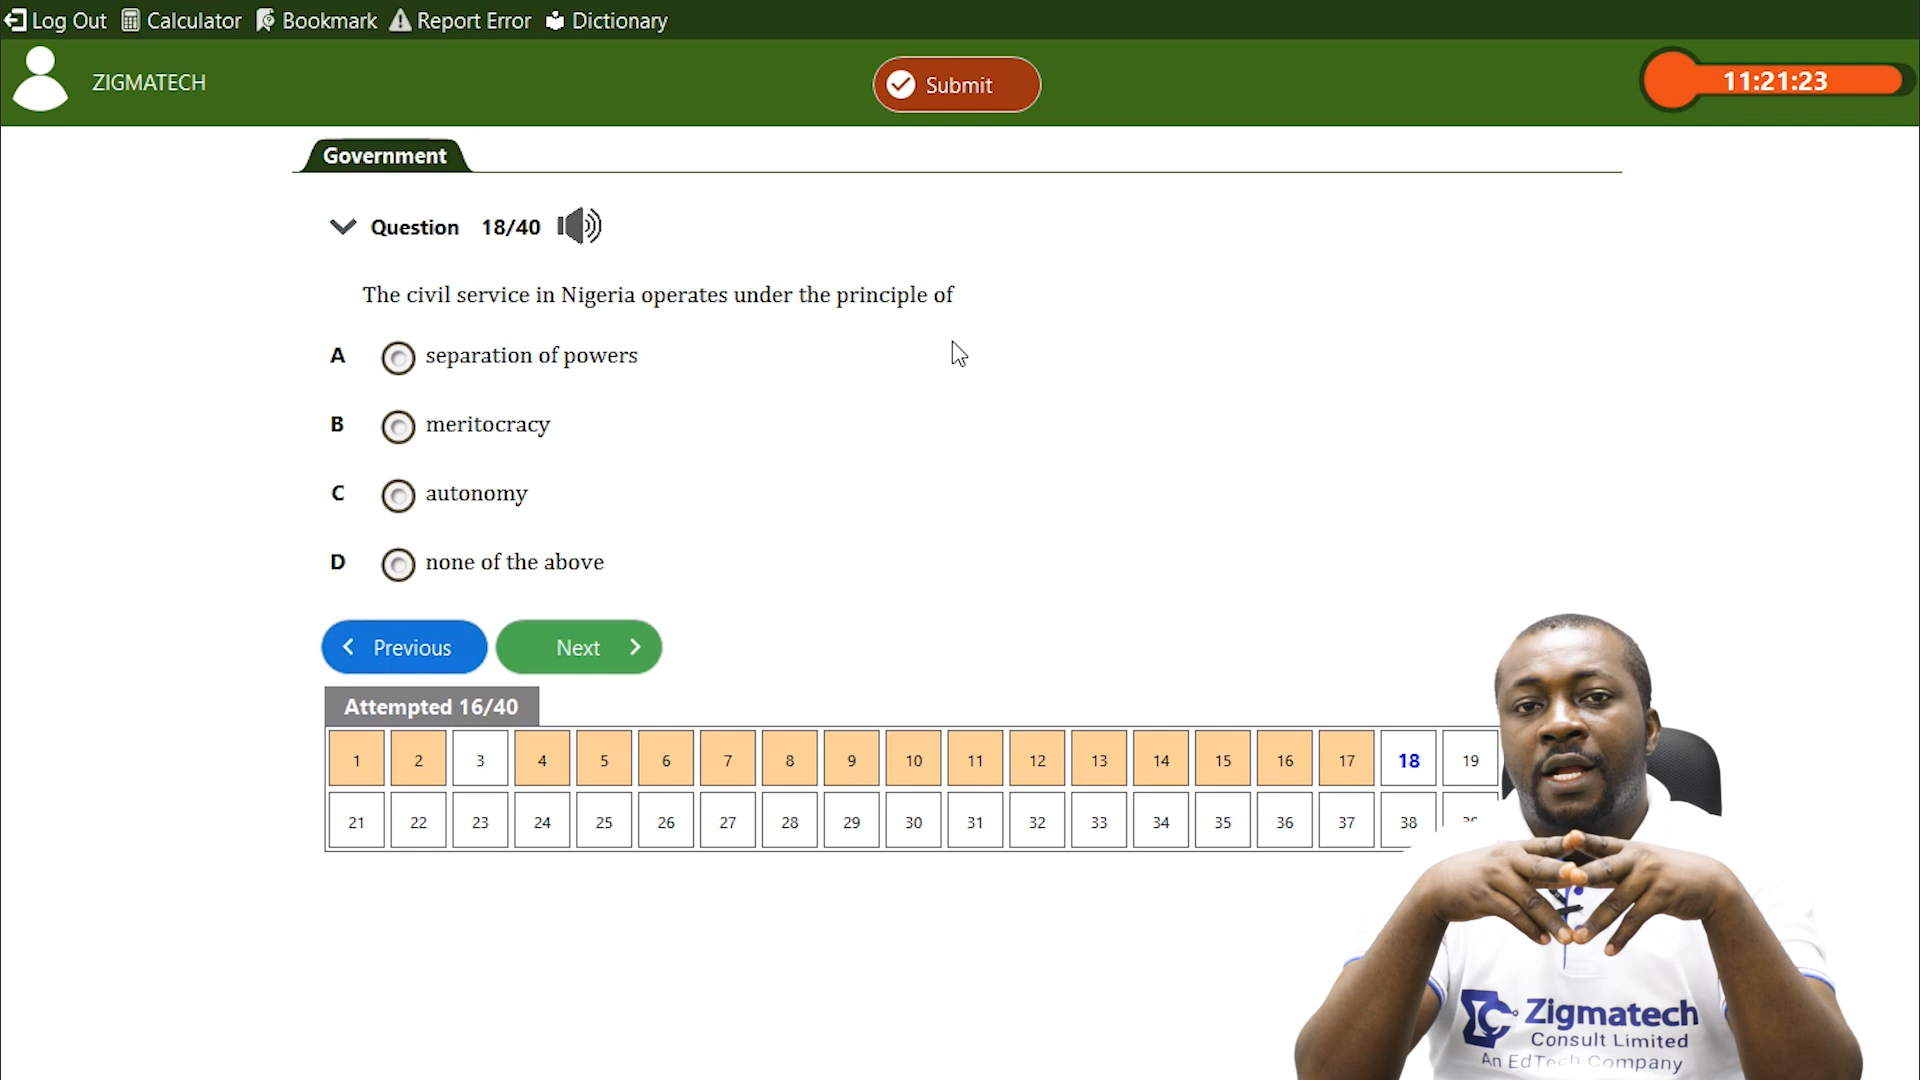 Log Out Calculator Bookmark Report Error Dictionary
ZIGMATECH
Submit
11:21:23
Government
Question 18/40
The civil service in Nigeria operates under the principle of
A separation of powers
B meritocracy
C autonomy
D none of the above
Previous Next
Attempted 16/40
1 2 3 4 5 6 7 8 9 10 11 12 13 14 15 16 17 18 19
21 22 23 24 25 26 27 28 29 30 31 32 33 34 35 36 37 38
Zigmatech
Consult Limited
An EdTech Company